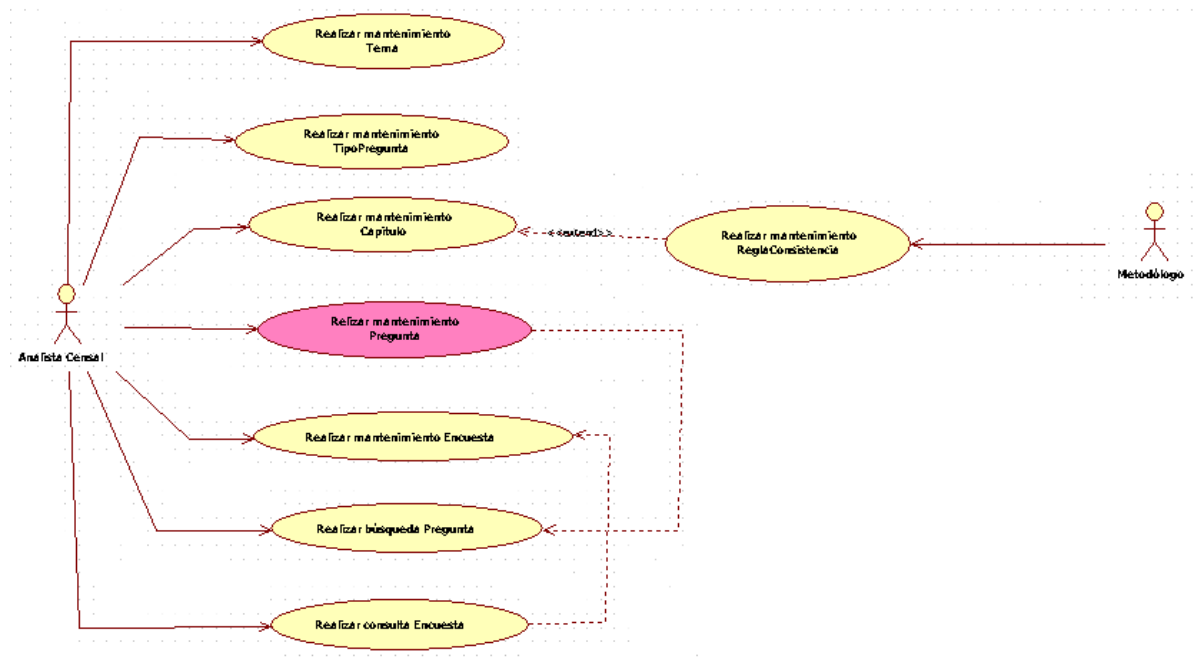 Realizar mantenimiento
Tema
Realizar mantenimiento
TipoPregunta
Realizar mantenimiento
Capítulo
<<extend>>
Realizar mantenimiento
ReglaConsistencia
Metodólogo
Relizar mantenimiento
Pregunta
Analista Censal
Realizar mantenimiento Encuesta
Realizar búsqueda Pregunta
Realizar consulta Encuesta